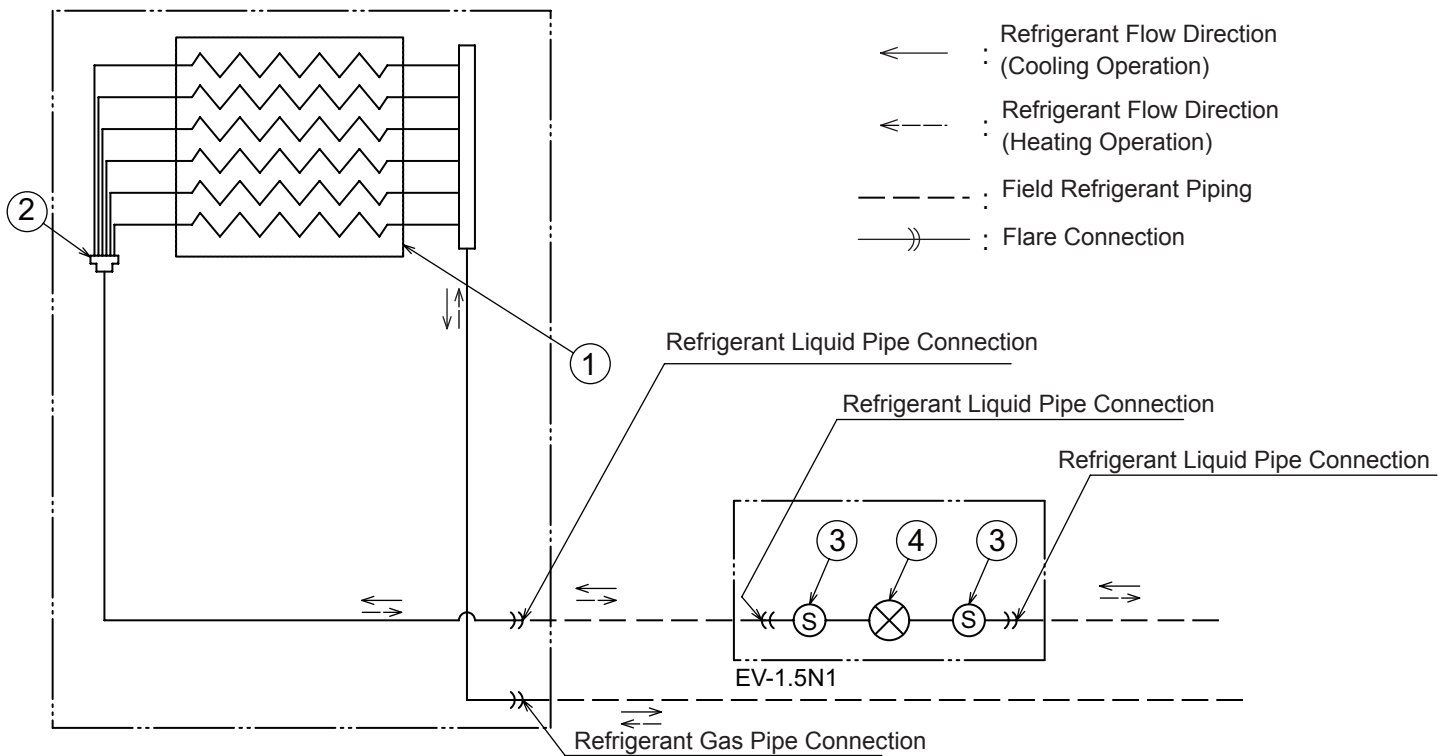 ← : Refrigerant Flow Direction
(Cooling Operation)
Refrigerant Flow Direction
(Heating Operation)
: Field Refrigerant Piping
: Flare Connection
2
1
Refrigerant Liquid Pipe Connection
Refrigerant Liquid Pipe Connection
Refrigerant Liquid Pipe Connection
3 4 3
S S
EV-1.5N1
Refrigerant Gas Pipe Connection